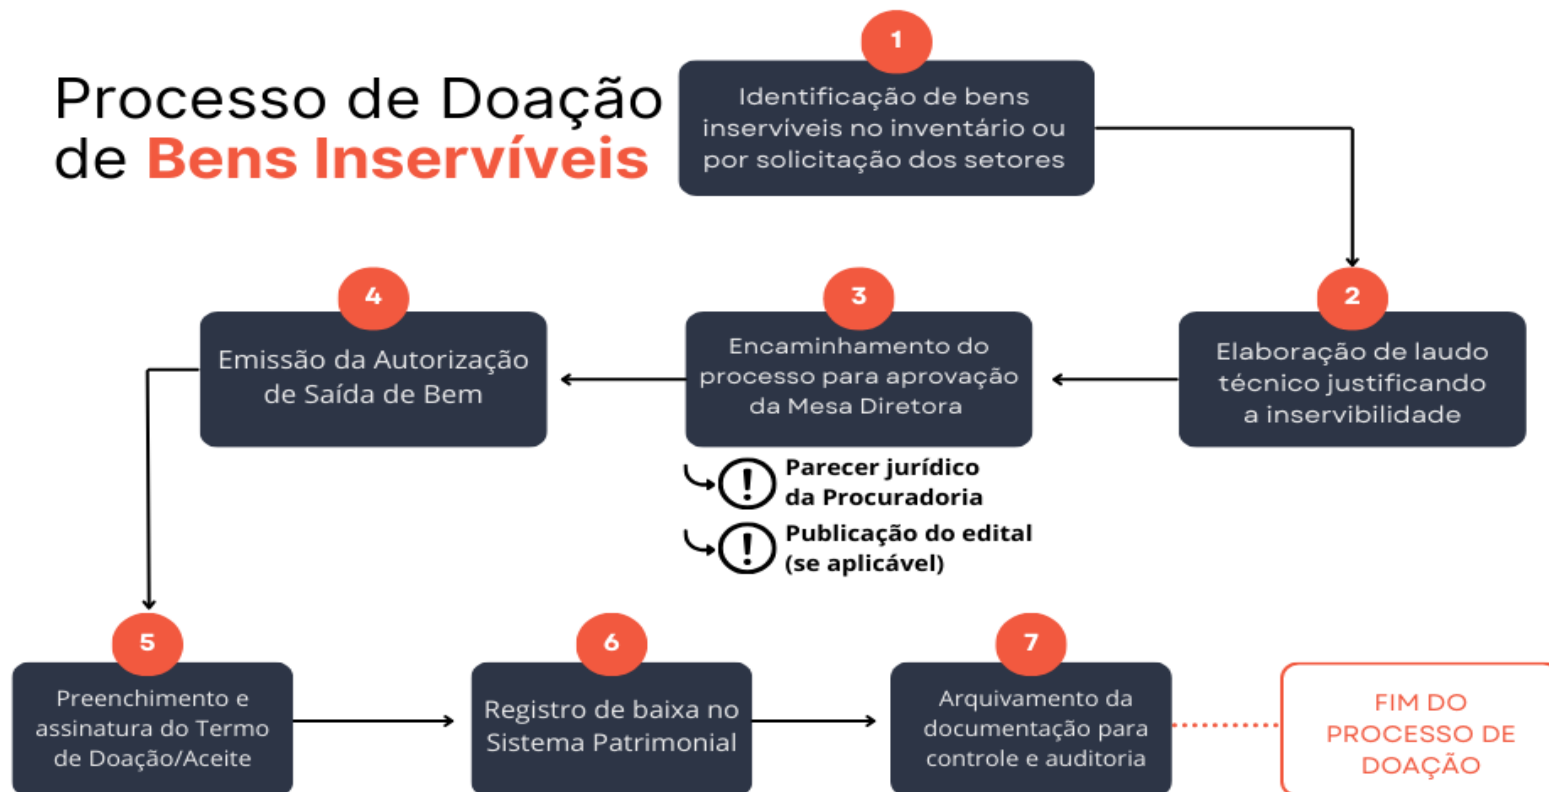 Processo de Doação
de Bens Inservíveis
1
Identificação de bens
inservíveis no inventário ou
por solicitação dos setores
2
Elaboração de laudo
técnico justificando
a inservibilidade
3
Encaminhamento do
processo para aprovação
da Mesa Diretora
! Parecer jurídico
da Procuradoria
! Publicação do edital
(se aplicável)
4
Emissão da Autorização
de Saída de Bem
5
Preenchimento e
assinatura do Termo
de Doação/Aceite
6
Registro de baixa no
Sistema Patrimonial
7
Arquivamento da
documentação para
controle e auditoria
FIM DO
PROCESSO DE
DOAÇÃO